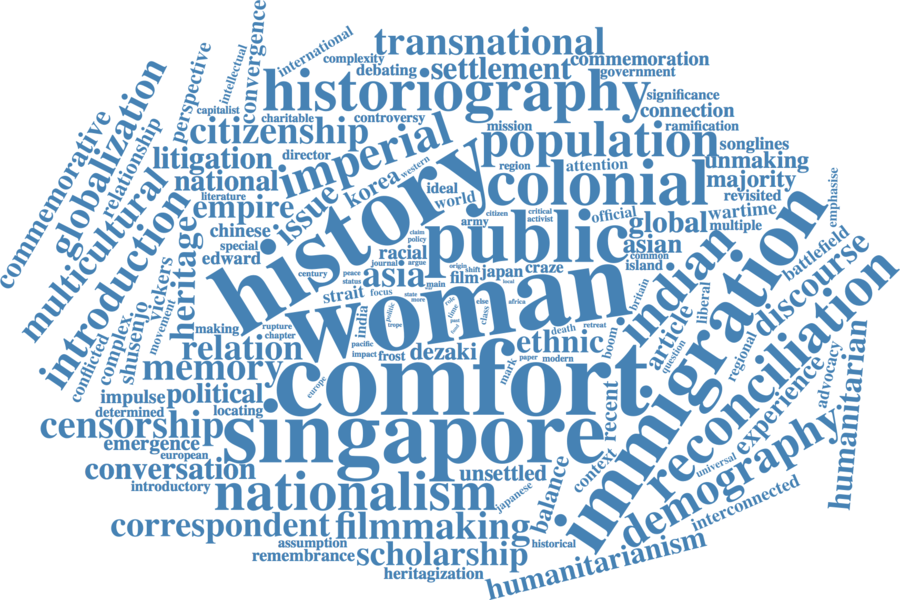 international
complexity
transnational
commemoration
debating
settlement
government
intellectual
convergence
perspective
historiography
significance
connection
capitalist
charitable
controversy
citizenship
mission
ramification
population
songlines
unmaking
litigation
director
imperial
western
region
attention
majority
national
literature
korea
ideal
world
colonial
revisited
empire
issue
history
army
citizen
critical
activist
official
global
wartime
multiple
emphasise
commemorative
globalization
relationship
multicultural
introduction
heritage
chinese
special
edward
claim
policy
public
asian
common
island
racial
journal
argue
century
peace
status
asia
main
origin
shift
film
japan
local
craze
strait
focus
state
more
woman
politic
trope
role
time
past
food
else
class
africa
britain
indian
liberal
battlefield
discourse
immigration
vickers
shusenjo
movement
complex
conflicted
making
rupture
chapter
india
pacific
impact
frost
dezaki
ethnic
death
retreat
boom
article
question
regional
relation
memory
europe
comfort
mark
paper
modern
reconciliation
experience
advocacy
humanitarian
impulse
political
determined
locating
censorship
singapore
recent
emergence
european
conversation
introductory
unsettled
balance
context
universal
demography
interconnected
nationalism
japanese
correspondent
filmmaking
historical
assumption
remembrance
scholarship
heritagization
humanitarianism